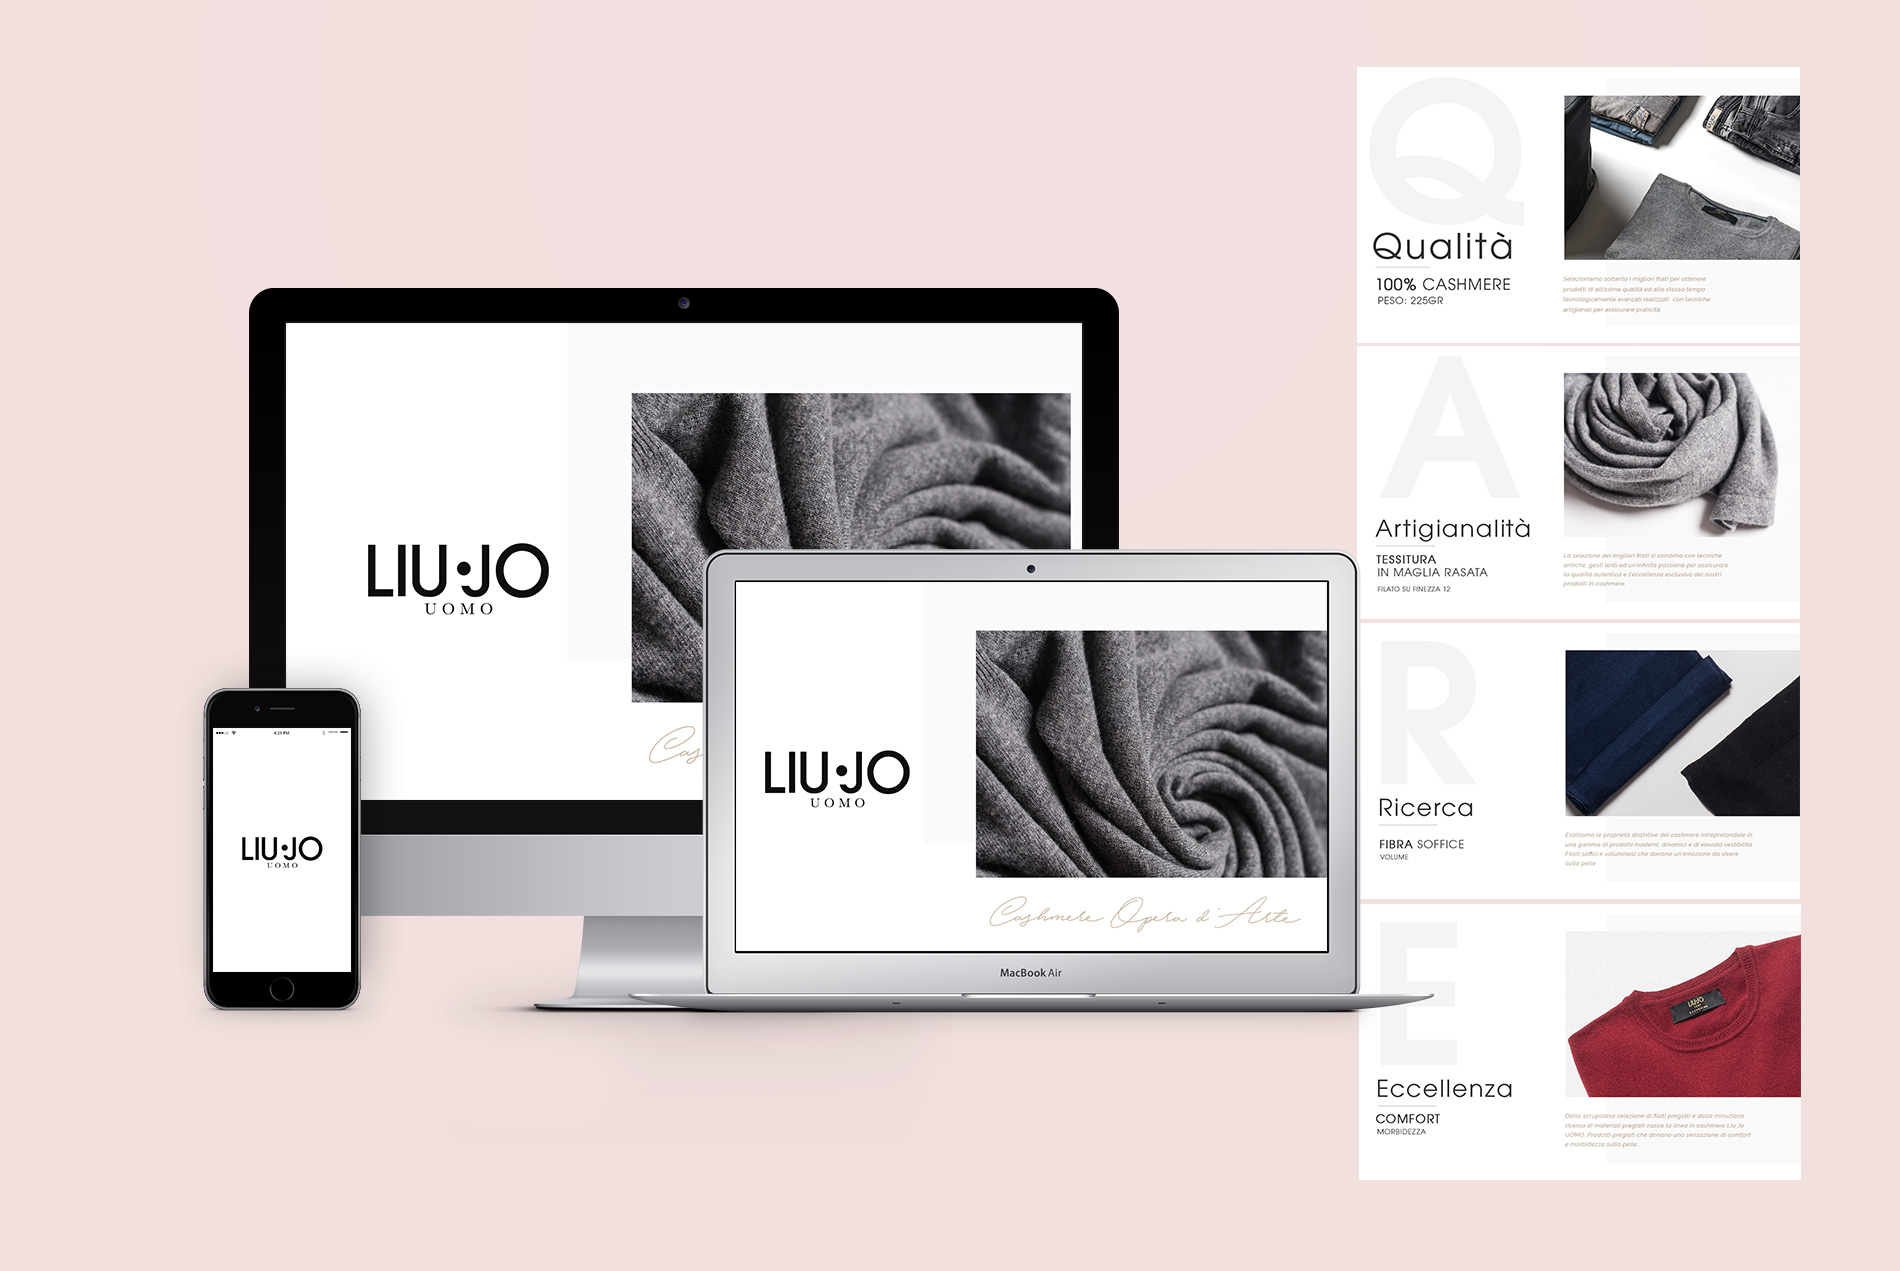 LIU·JO
UOMO
Cas
LIU·JO
UOMO
Cashmere Opera d'Arte
MacBook Air
4:21 PM
LIU·JO
UOMO
Q
Qualità
100% CASHMERE
PESO: 225GR
Selezioniamo soltanto i migliori filati per ottenere
prodotti di altissima qualità ed allo stesso tempo
tecnologicamente avanzati realizzati con tecniche
artigianali per assicurare praticità.
A
Artigianalità
TESSITURA
IN MAGLIA RASATA
FILATO SU FINEZZA 12
La selezione dei migliori filati si combina con tecniche
antiche, gesti lenti ed un'infinita passione per assicurare
la qualità autentica e l'eccellenza esclusiva dei nostri
prodotti in cashmere.
R
Ricerca
FIBRA SOFFICE
VOLUME
Esaltiamo le proprietà distintive del cashmere intrepretandole in
una gamma di prodotti moderni, dinamici e di elevata vestibilità.
Filati soffici e voluminosi che donano un'emozione da vivere
sulla pelle
E
Eccellenza
COMFORT
MORBIDEZZA
LIU·JO
Dalla scrupolosa selezione di filati pregiati e dalla minuziosa
ricerca di materiali pregiati nasce la linea in cashmere Liu Jo
UOMO. Prodotti pregiati che donano una sensazione di comfort
e morbidezza sulla pelle.